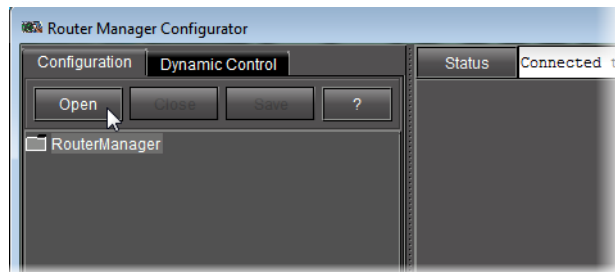 Router Manager Configurator
Configuration Dynamic Control
Status Connected
Open Close Save ?
RouterManager